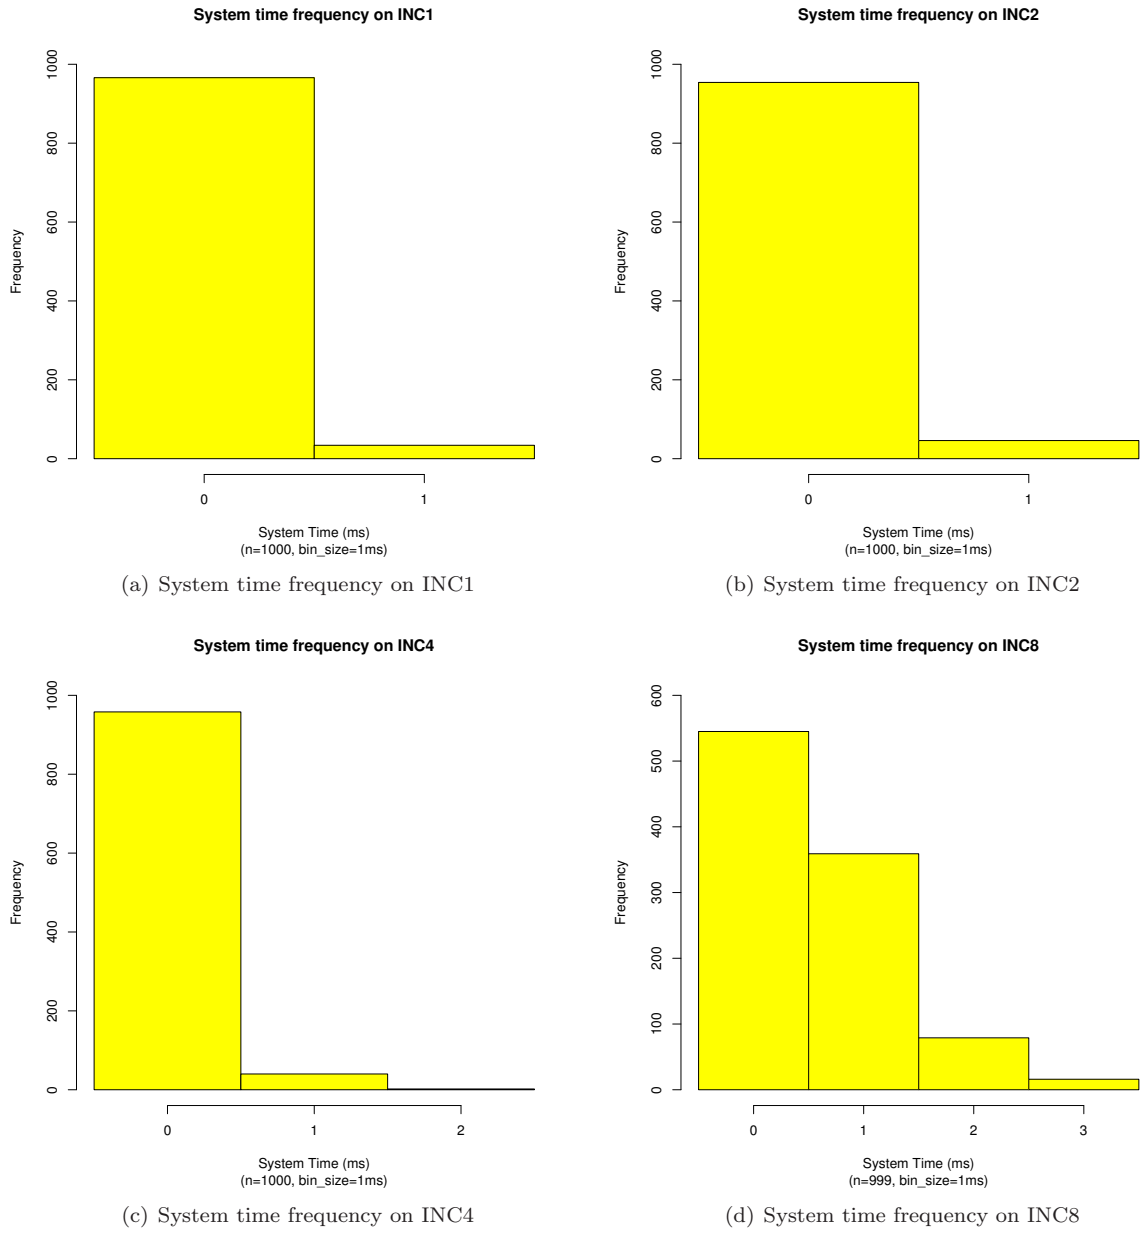 System time frequency on INC1
1000
800
600
400
200
0
Frequency
0 1
System Time (ms)
(n=1000, bin_size=1ms)
(a) System time frequency on INC1
System time frequency on INC2
1000
800
600
400
200
0
Frequency
0 1
System Time (ms)
(n=1000, bin_size=1ms)
(b) System time frequency on INC2
System time frequency on INC4
1000
800
600
400
200
0
Frequency
0 1 2
System Time (ms)
(n=1000, bin_size=1ms)
(c) System time frequency on INC4
System time frequency on INC8
600
500
400
300
200
100
0
Frequency
0 1 2 3
System Time (ms)
(n=999, bin_size=1ms)
(d) System time frequency on INC8